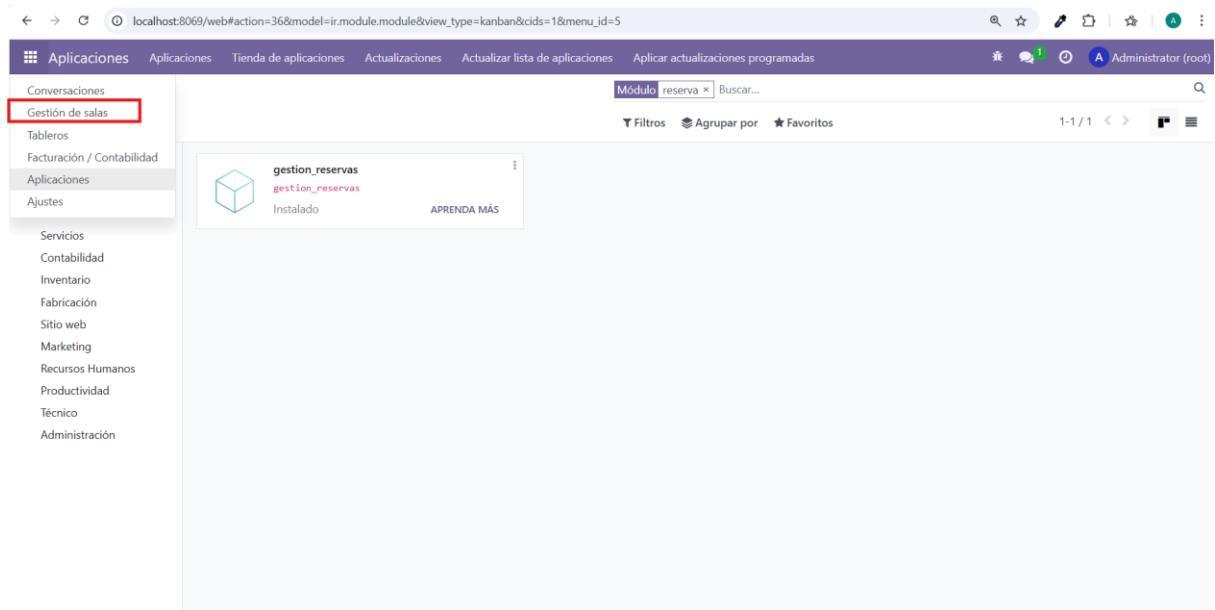 localhost:8069/web#action=36&model=ir.module.module&view_type=kanban&cids=1&menu_id=5
A
Aplicaciones Aplicaciones Tienda de aplicaciones Actualizaciones Actualizar lista de aplicaciones Aplicar actualizaciones programadas 1 A Administrator (root)
Conversaciones
Gestión de salas
Tableros
Facturación / Contabilidad
Aplicaciones
Ajustes
Módulo reserva × Buscar...
Filtros Agrupar por Favoritos 1-1 / 1
Servicios
Contabilidad
Inventario
Fabricación
Sitio web
Marketing
Recursos Humanos
Productividad
Técnico
Administración
gestion_reservas
gestion_reservas
Instalado APRENDA MÁS